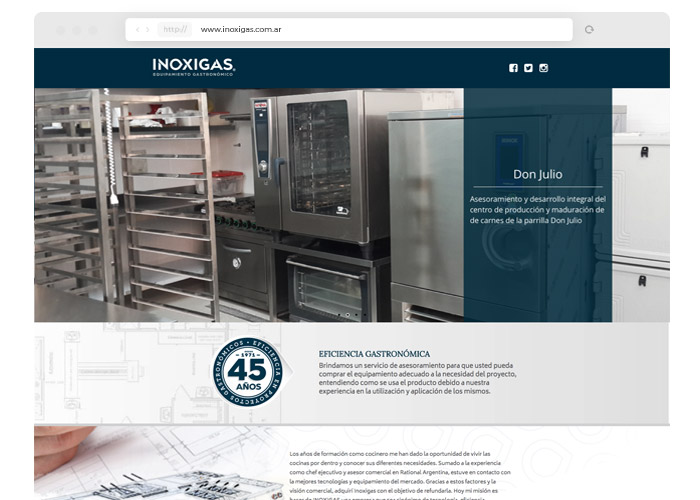 http://
www.inoxigas.com.ar
INOXIGAS
EQUIPAMIENTO GASTRONÓMICO
Don Julio
Asesoramiento y desarrollo integral del
centro de producción y maduración de
de carnes de la parrilla Don Julio
EFICIENCIA EN PROYECTOS GASTRONÓMICOS
1971
45
AÑOS
EFICIENCIA GASTRONÓMICA
Brindamos un servicio de asesoramiento para que usted pueda
comprar el equipamiento adecuado a la necesidad del proyecto,
entendiendo como se usa el producto debido a nuestra
experiencia en la utilización y aplicación de los mismos.
Los años de formación como cocinero me han dado la oportunidad de vivir las
cocinas por dentro y conocer sus diferentes necesidades. Sumado a la experiencia
como chef ejecutivo y asesor comercial en Rational Argentina, estuve en contacto con
la mejores tecnologías y equipamiento del mercado. Gracias a estos factores y la
visión comercial, adquirí Inoxigas con el objetivo de refundarla. Hoy mi misión es